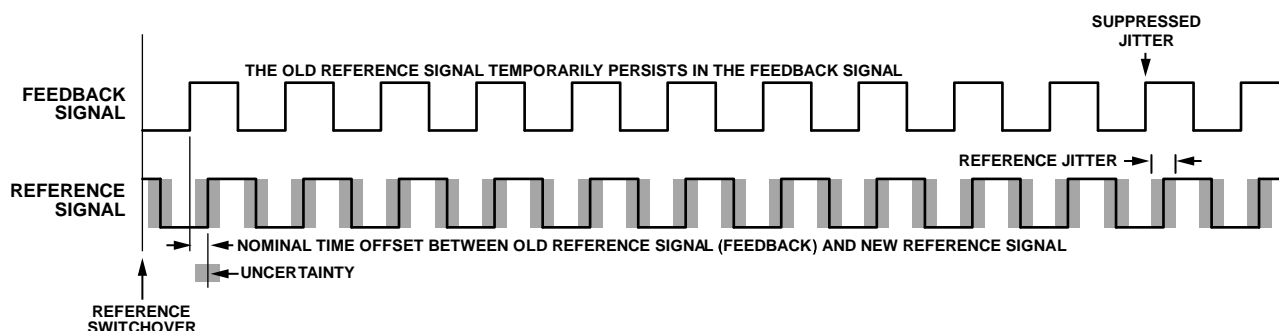 SUPPRESSED
JITTER
THE OLD REFERENCE SIGNAL TEMPORARILY PERSISTS IN THE FEEDBACK SIGNAL
FEEDBACK
SIGNAL
REFERENCE JITTER
REFERENCE
SIGNAL
NOMINAL TIME OFFSET BETWEEN OLD REFERENCE SIGNAL (FEEDBACK) AND NEW REFERENCE SIGNAL
UNCERTAINTY
REFERENCE
SWITCHOVER